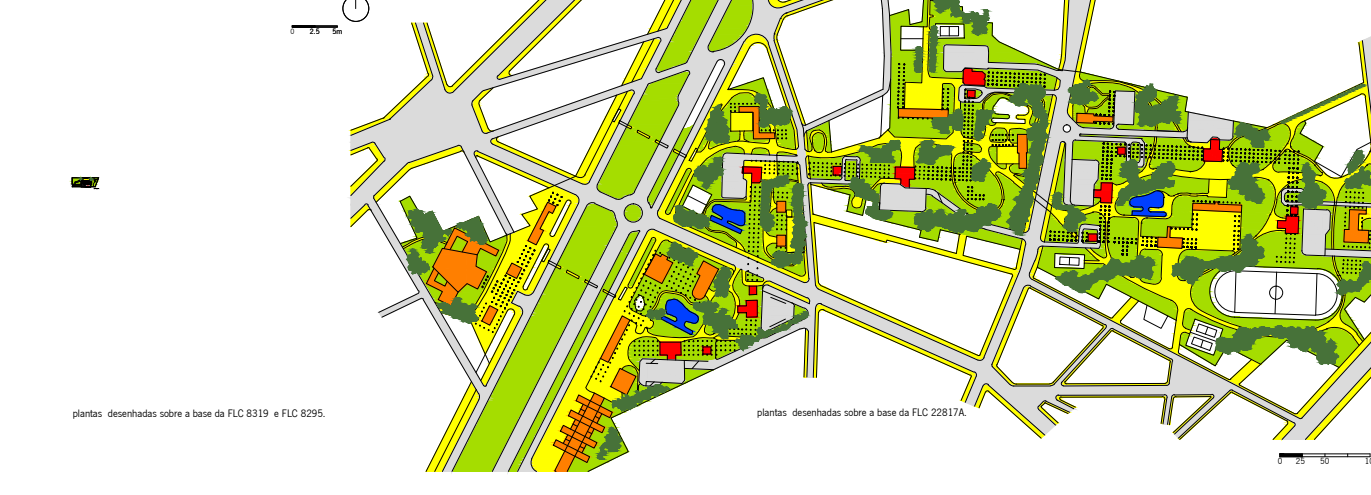 0 2.5 5m
plantas desenhadas sobre a base da FLC 8319 e FLC 8295.
plantas desenhadas sobre a base da FLC 22817A.
0 25 50